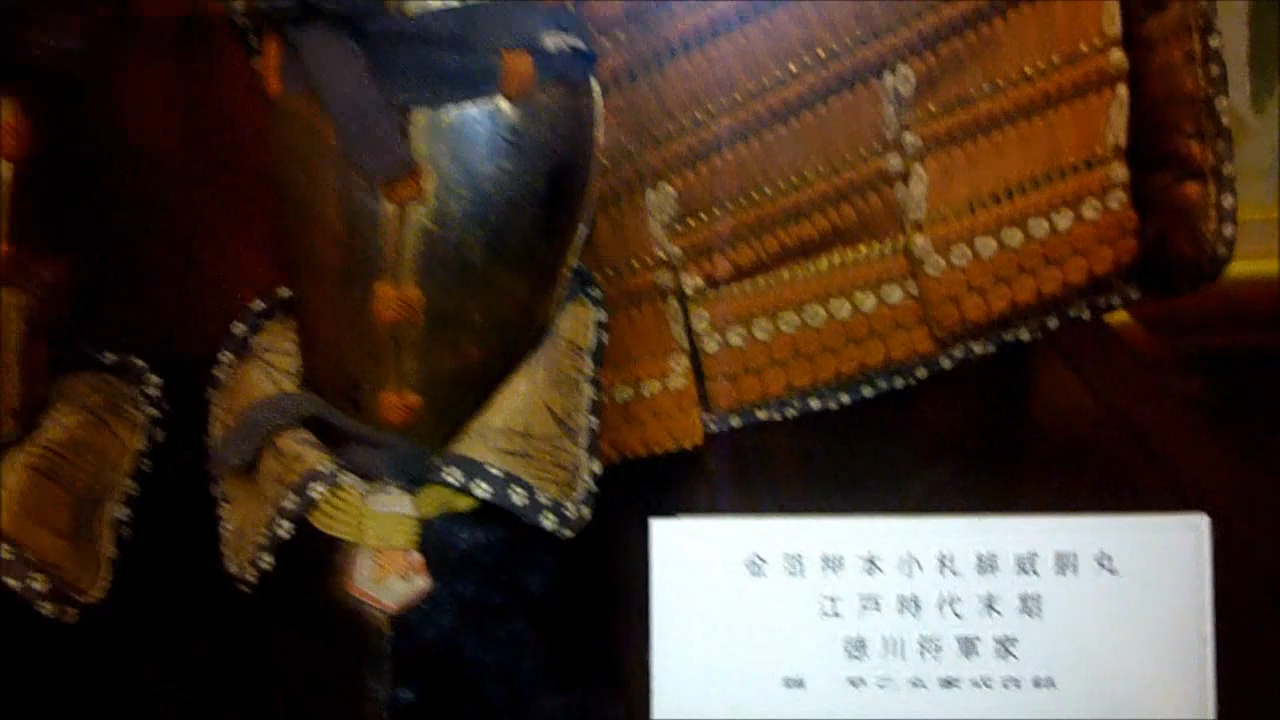 金箔押本小札緋威胴丸
江戸時代末期
徳川将軍家